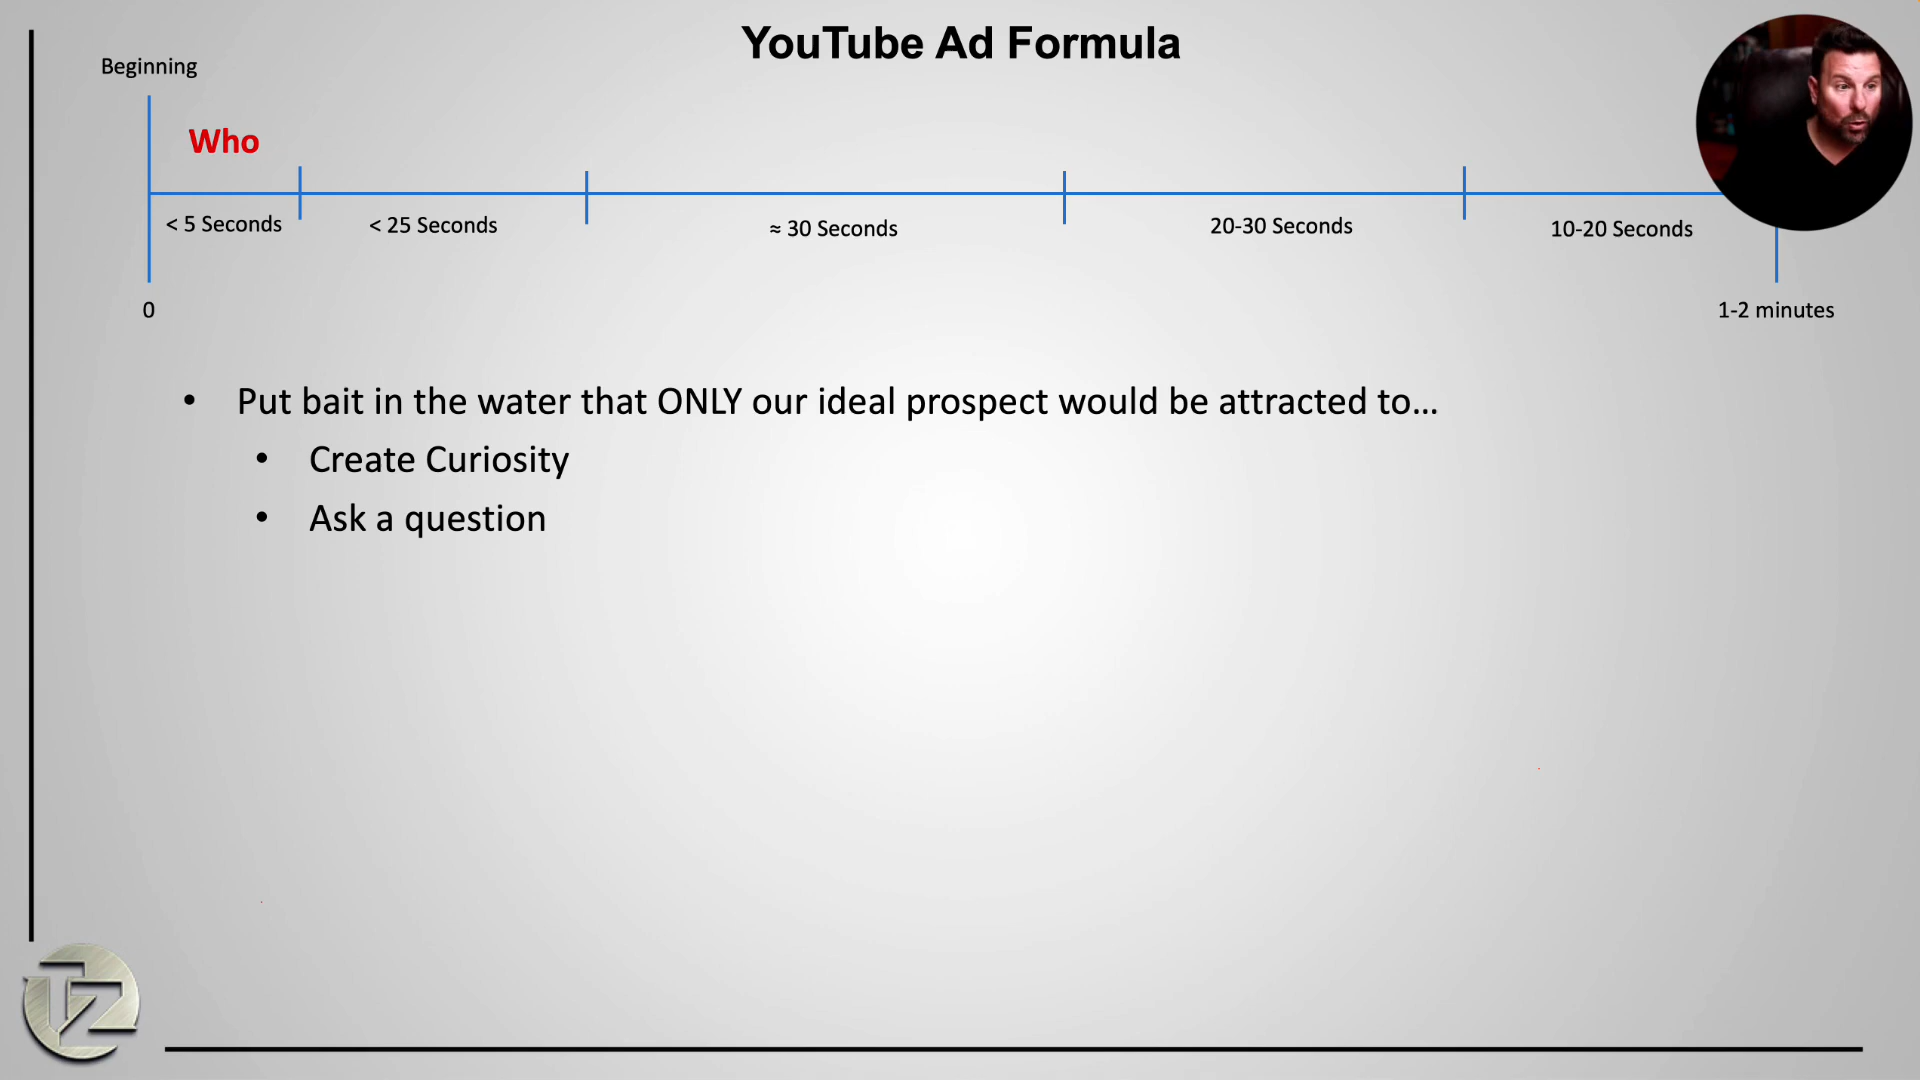 YouTube Ad Formula
Beginning
Who
< 5 Seconds
< 25 Seconds
≈ 30 Seconds
20-30 Seconds
10-20 Seconds
0
1-2 minutes
• Put bait in the water that ONLY our ideal prospect would be attracted to...
• Create Curiosity
• Ask a question
TZ